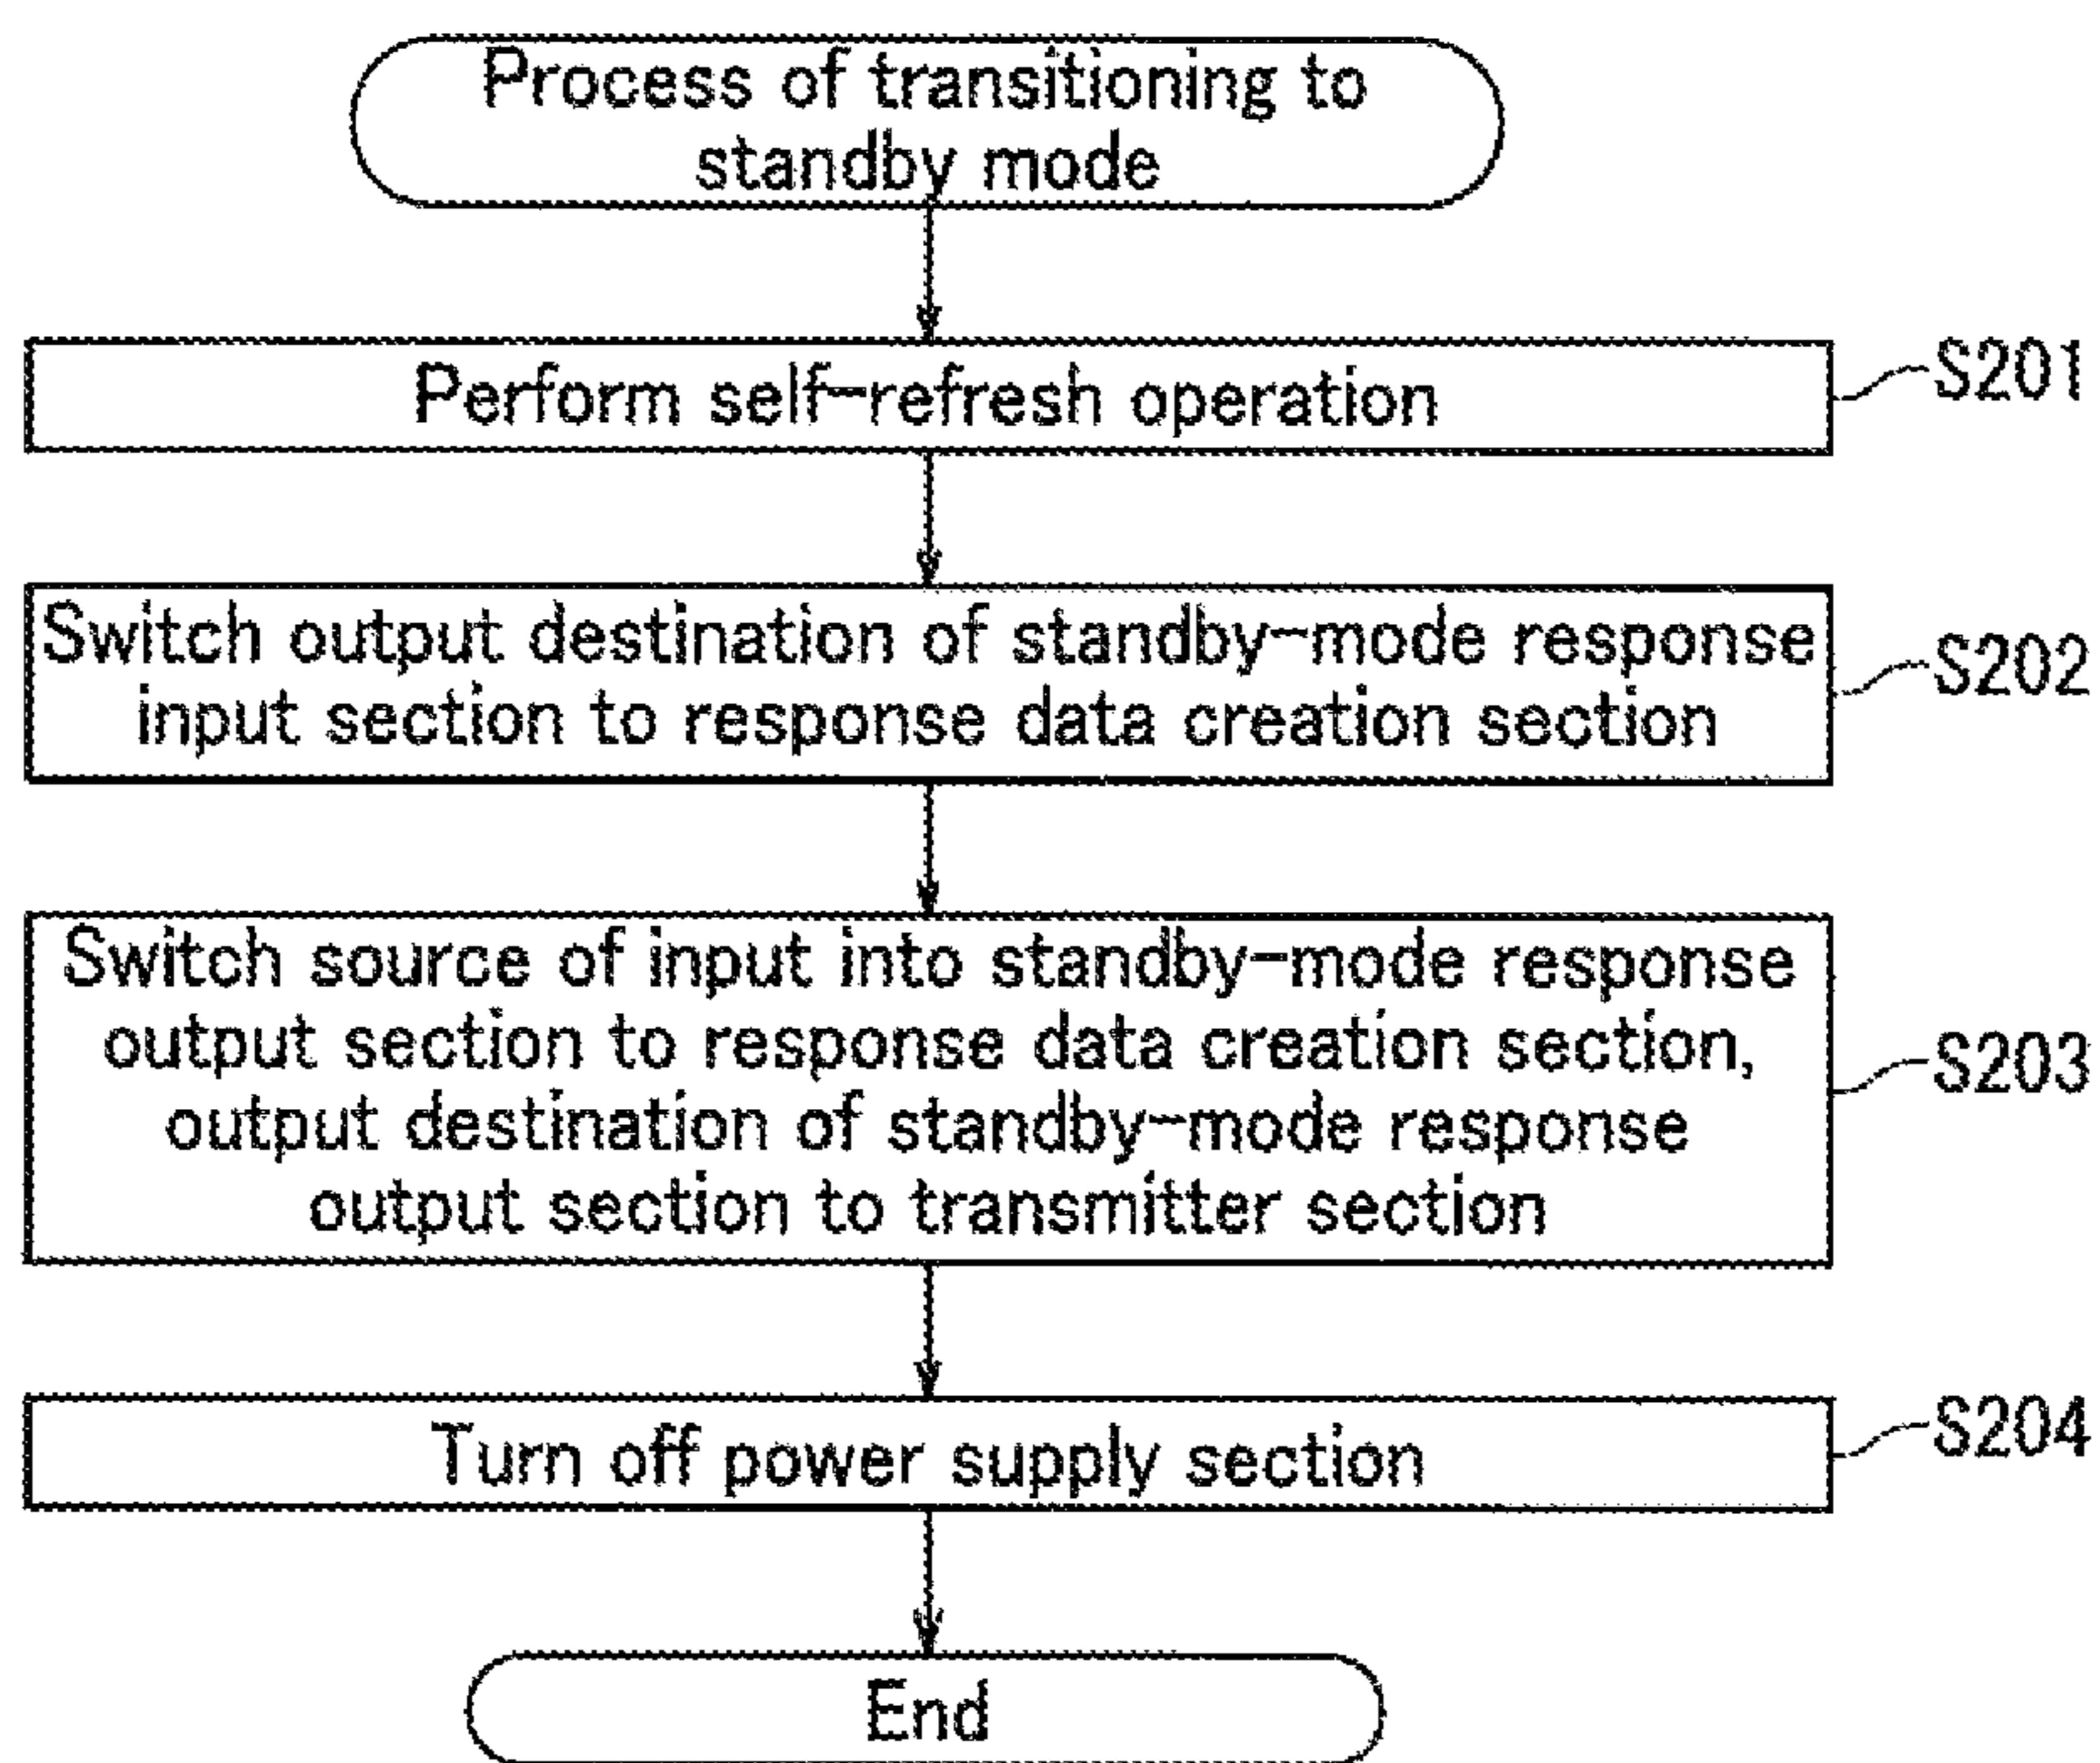 Process of transitioning to
standby mode
Perform self-refresh operation
S201
Switch output destination of standby-mode response
input section to response data creation section
S202
Switch source of input into standby-mode response
output section to response data creation section,
output destination of standby-mode response
output section to transmitter section
S203
Turn off power supply section
S204
End